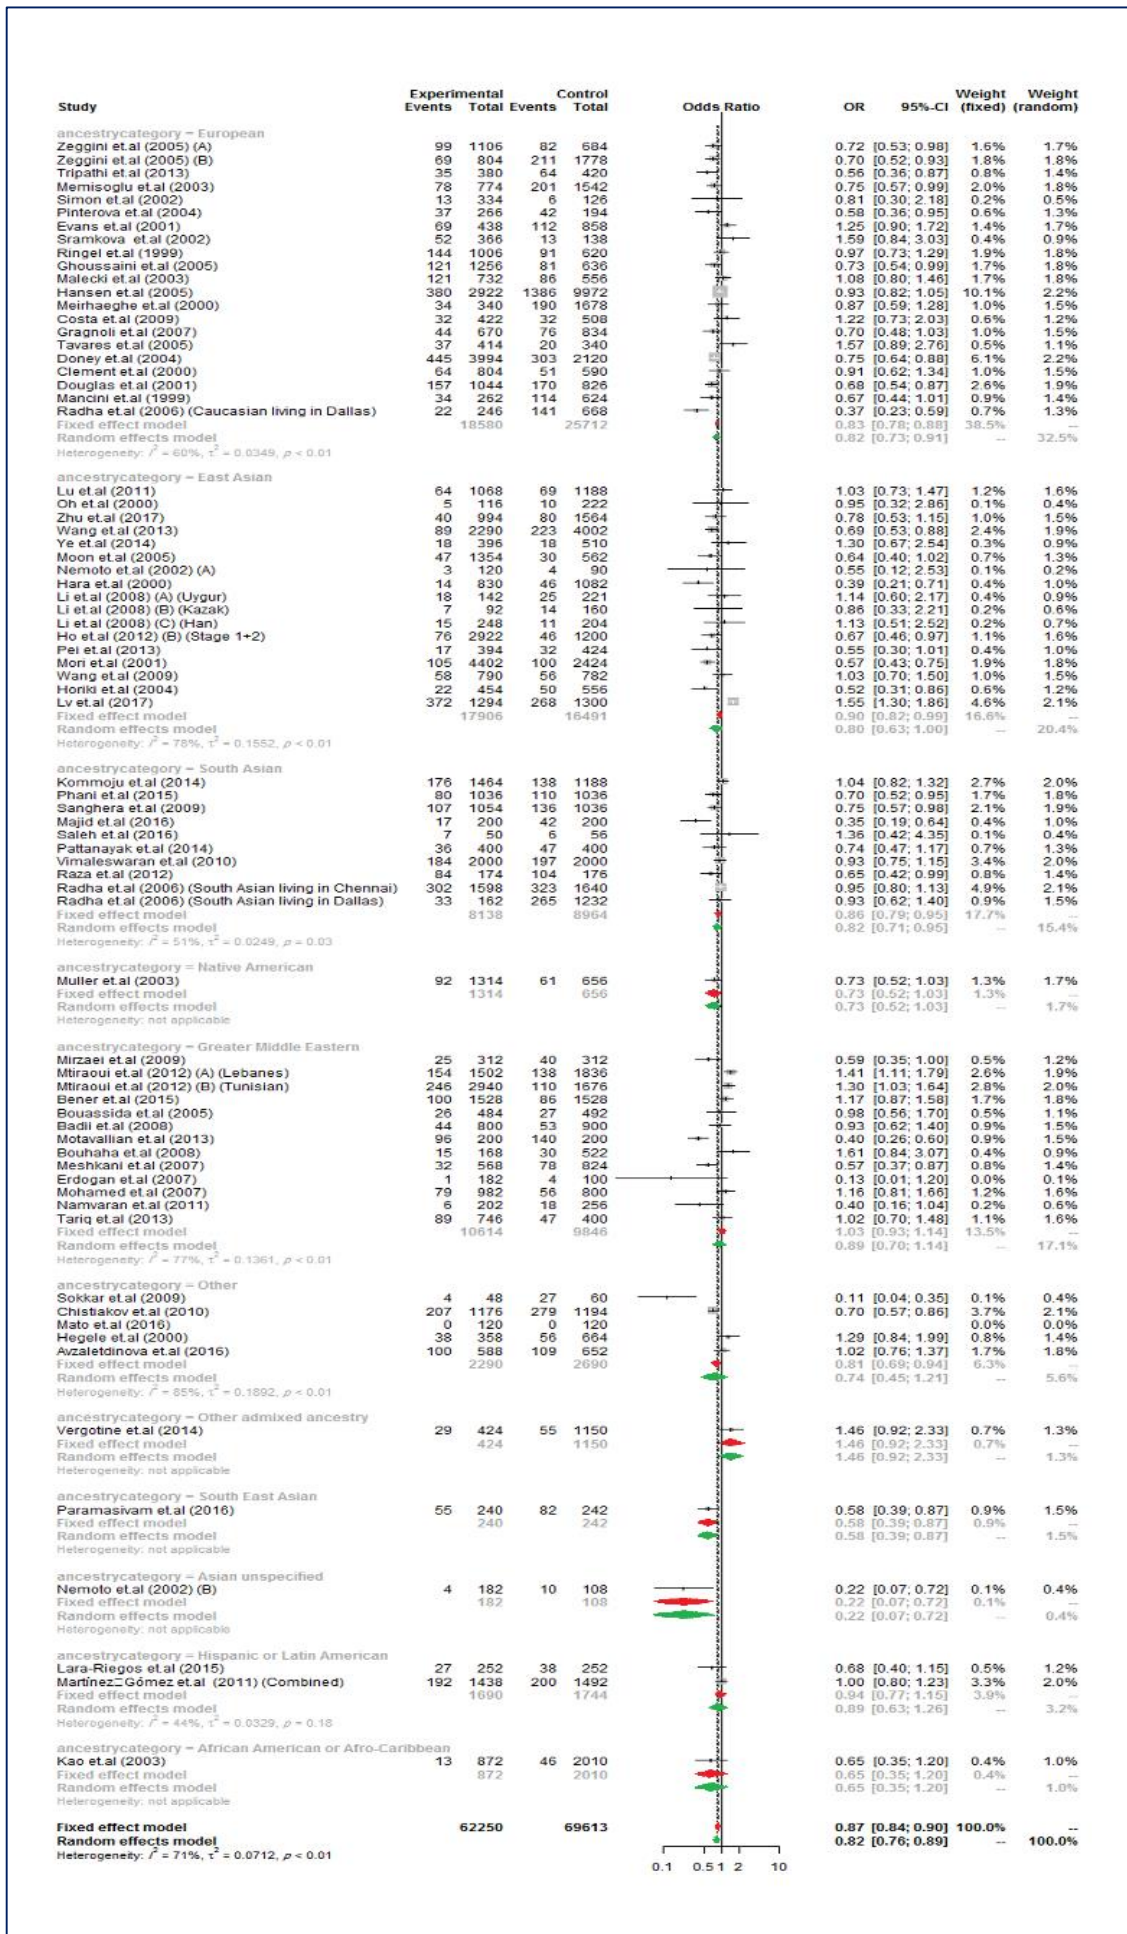 Experimental Control Weight Weight
Study Events Total Events Total Odds Ratio OR 95%-CI (fixed) (random)
ancestrycategory = European
Zeggini et.al (2005) (A) 99 1106 82 684 0.72 [0.53; 0.98] 1.6% 1.7%
Zeggini et.al (2005) (B) 69 804 211 1778 0.70 [0.52; 0.93] 1.8% 1.8%
Tripathi et.al (2013) 35 380 64 420 0.56 [0.36; 0.87] 0.8% 1.4%
Memisoglu et.al (2003) 78 774 201 1542 0.75 [0.57; 0.99] 2.0% 1.8%
Simon et.al (2002) 13 334 6 126 0.81 [0.30; 2.18] 0.2% 0.5%
Pinterova et.al (2004) 37 266 42 194 0.58 [0.36; 0.95] 0.6% 1.3%
Evans et.al (2001) 69 438 112 858 1.25 [0.90; 1.72] 1.4% 1.7%
Sramkova et.al (2002) 52 366 13 138 1.59 [0.84; 3.03] 0.4% 0.9%
Ringel et.al (1999) 144 1006 91 620 0.97 [0.73; 1.29] 1.9% 1.8%
Ghoussaini et.al (2005) 121 1256 81 636 0.73 [0.54; 0.99] 1.7% 1.8%
Malecki et.al (2003) 121 732 86 556 1.08 [0.80; 1.46] 1.6% 1.8%
Hansen et.al (2005) 380 2922 1386 9972 0.93 [0.82; 1.05] 10.1% 2.2%
Meirhaeghe et.al (2000) 34 340 190 1678 0.87 [0.59; 1.28] 1.0% 1.5%
Costa et.al (2009) 32 422 32 508 1.22 [0.73; 2.03] 0.6% 1.2%
Gragnoli et.al (2007) 44 670 76 834 0.70 [0.48; 1.03] 1.0% 1.5%
Tavares et.al (2005) 37 414 20 340 1.57 [0.89; 2.76] 0.5% 1.1%
Doney et.al (2004) 445 3994 303 2120 0.75 [0.64; 0.88] 6.1% 2.2%
Clement et.al (2000) 64 804 51 590 0.91 [0.62; 1.34] 1.0% 1.5%
Douglas et.al (2001) 157 1044 170 826 0.68 [0.54; 0.87] 2.6% 1.9%
Mancini et.al (1999) 34 262 114 624 0.67 [0.44; 1.01] 0.9% 1.4%
Radha et.al (2006) (Caucasian living in Dallas) 22 246 141 668 0.37 [0.23; 0.59] 0.7% 1.3%
Fixed effect model 18580 25712 0.83 [0.78; 0.88] 38.5% --
Random effects model 0.82 [0.73; 0.91] -- 32.5%
Heterogeneity: I² = 60%, τ² = 0.0349, p < 0.01
ancestrycategory = East Asian
Lu et.al (2011) 64 1068 69 1188 1.03 [0.73; 1.47] 1.2% 1.6%
Oh et.al (2000) 5 116 10 222 0.95 [0.32; 2.86] 0.1% 0.4%
Zhu et.al (2017) 40 994 80 1564 0.78 [0.53; 1.15] 1.0% 1.5%
Wang et.al (2013) 89 2290 223 4002 0.69 [0.53; 0.88] 2.4% 1.9%
Ye et.al (2014) 18 396 18 510 1.30 [0.67; 2.54] 0.3% 0.9%
Moon et.al (2005) 47 1354 30 562 0.64 [0.40; 1.02] 0.7% 1.3%
Nemoto et.al (2002) (A) 3 120 4 90 0.55 [0.12; 2.53] 0.1% 0.2%
Hara et.al (2000) 14 830 46 1082 0.39 [0.21; 0.71] 0.4% 1.0%
Li et.al (2008) (A) (Uygur) 18 142 25 221 1.14 [0.60; 2.17] 0.4% 0.9%
Li et.al (2008) (B) (Kazak) 7 92 14 160 0.86 [0.33; 2.21] 0.2% 0.6%
Li et.al (2008) (C) (Han) 15 248 11 204 1.13 [0.51; 2.52] 0.2% 0.7%
Ho et.al (2012) (B) (Stage 1+2) 76 2922 46 1200 0.67 [0.46; 0.97] 1.1% 1.6%
Pei et.al (2013) 17 394 32 424 0.55 [0.30; 1.01] 0.4% 1.0%
Mori et.al (2001) 105 4402 100 2424 0.57 [0.43; 0.75] 1.9% 1.8%
Wang et.al (2009) 58 790 56 782 1.03 [0.70; 1.50] 1.0% 1.5%
Horiki et.al (2004) 22 454 50 556 0.52 [0.31; 0.86] 0.6% 1.2%
Lv et.al (2017) 372 1294 268 1300 1.55 [1.30; 1.86] 4.6% 2.1%
Fixed effect model 17906 16491 0.90 [0.82; 0.99] 16.6% --
Random effects model 0.80 [0.63; 1.00] -- 20.4%
Heterogeneity: I² = 78%, τ² = 0.1552, p < 0.01
ancestrycategory = South Asian
Kommoju et.al (2014) 176 1464 138 1188 1.04 [0.82; 1.32] 2.7% 2.0%
Phani et.al (2015) 80 1036 110 1036 0.70 [0.52; 0.95] 1.7% 1.8%
Sanghera et.al (2009) 107 1054 136 1036 0.75 [0.57; 0.98] 2.1% 1.9%
Majid et.al (2016) 17 200 42 200 0.35 [0.19; 0.64] 0.4% 1.0%
Saleh et.al (2016) 7 50 6 56 1.36 [0.42; 4.35] 0.1% 0.4%
Pattanayak et.al (2014) 36 400 47 400 0.74 [0.47; 1.17] 0.7% 1.3%
Vimaleswaran et.al (2010) 184 2000 197 2000 0.93 [0.75; 1.15] 3.4% 2.0%
Raza et.al (2012) 84 174 104 176 0.65 [0.42; 0.99] 0.8% 1.4%
Radha et.al (2006) (South Asian living in Chennai) 302 1598 323 1640 0.95 [0.80; 1.13] 4.9% 2.1%
Radha et.al (2006) (South Asian living in Dallas) 33 162 265 1232 0.93 [0.62; 1.40] 0.9% 1.5%
Fixed effect model 8138 8964 0.86 [0.79; 0.95] 17.7% --
Random effects model 0.82 [0.71; 0.95] -- 15.4%
Heterogeneity: I² = 51%, τ² = 0.0249, p = 0.03
ancestrycategory = Native American
Muller et.al (2003) 92 1314 61 656 0.73 [0.52; 1.03] 1.3% 1.7%
Fixed effect model 1314 656 0.73 [0.52; 1.03] 1.3% --
Random effects model 0.73 [0.52; 1.03] -- 1.7%
Heterogeneity: not applicable
ancestrycategory = Greater Middle Eastern
Mirzaei et.al (2009) 25 312 40 312 0.59 [0.35; 1.00] 0.5% 1.2%
Mtiraoui et.al (2012) (A) (Lebanes) 154 1502 138 1836 1.41 [1.11; 1.79] 2.6% 1.9%
Mtiraoui et.al (2012) (B) (Tunisian) 246 2940 110 1676 1.30 [1.03; 1.64] 2.8% 2.0%
Bener et.al (2015) 100 1528 86 1528 1.17 [0.87; 1.58] 1.7% 1.8%
Bouassida et.al (2005) 26 484 27 492 0.98 [0.56; 1.70] 0.5% 1.1%
Badii et.al (2008) 44 800 53 900 0.93 [0.62; 1.40] 0.9% 1.5%
Motavallian et.al (2013) 96 200 140 200 0.40 [0.26; 0.60] 0.9% 1.5%
Bouhaha et.al (2008) 15 168 30 522 1.61 [0.84; 3.07] 0.4% 0.9%
Meshkani et.al (2007) 32 568 78 824 0.57 [0.37; 0.87] 0.8% 1.4%
Erdogan et.al (2007) 1 182 4 100 0.13 [0.01; 1.20] 0.0% 0.1%
Mohamed et.al (2007) 79 982 56 800 1.16 [0.81; 1.66] 1.2% 1.6%
Namvaran et.al (2011) 6 202 18 256 0.40 [0.16; 1.04] 0.2% 0.6%
Tariq et.al (2013) 89 746 47 400 1.02 [0.70; 1.48] 1.1% 1.6%
Fixed effect model 10614 9846 1.03 [0.93; 1.14] 13.5% --
Random effects model 0.89 [0.70; 1.14] -- 17.1%
Heterogeneity: I² = 77%, τ² = 0.1361, p < 0.01
ancestrycategory = Other
Sokkar et.al (2009) 4 48 27 60 0.11 [0.04; 0.35] 0.1% 0.4%
Chistiakov et.al (2010) 207 1176 279 1194 0.70 [0.57; 0.86] 3.7% 2.1%
Mato et.al (2016) 0 120 0 120 0.0% 0.0%
Hegele et.al (2000) 38 358 56 664 1.29 [0.84; 1.99] 0.8% 1.4%
Avzaletdinova et.al (2016) 100 588 109 652 1.02 [0.76; 1.37] 1.7% 1.8%
Fixed effect model 2290 2690 0.81 [0.69; 0.94] 6.3% --
Random effects model 0.74 [0.45; 1.21] -- 5.6%
Heterogeneity: I² = 85%, τ² = 0.1892, p < 0.01
ancestrycategory = Other admixed ancestry
Vergotine et.al (2014) 29 424 55 1150 1.46 [0.92; 2.33] 0.7% 1.3%
Fixed effect model 424 1150 1.46 [0.92; 2.33] 0.7% --
Random effects model 1.46 [0.92; 2.33] -- 1.3%
Heterogeneity: not applicable
ancestrycategory = South East Asian
Paramasivam et.al (2016) 55 240 82 242 0.58 [0.39; 0.87] 0.9% 1.5%
Fixed effect model 240 242 0.58 [0.39; 0.87] 0.9% --
Random effects model 0.58 [0.39; 0.87] -- 1.5%
Heterogeneity: not applicable
ancestrycategory = Asian unspecified
Nemoto et.al (2002) (B) 4 182 10 108 0.22 [0.07; 0.72] 0.1% 0.4%
Fixed effect model 182 108 0.22 [0.07; 0.72] 0.1% --
Random effects model 0.22 [0.07; 0.72] -- 0.4%
Heterogeneity: not applicable
ancestrycategory = Hispanic or Latin American
Lara-Riegos et.al (2015) 27 252 38 252 0.68 [0.40; 1.15] 0.5% 1.2%
Martínez□Gómez et.al (2011) (Combined) 192 1438 200 1492 1.00 [0.80; 1.23] 3.3% 2.0%
Fixed effect model 1690 1744 0.94 [0.77; 1.15] 3.9% --
Random effects model 0.89 [0.63; 1.26] -- 3.2%
Heterogeneity: I² = 44%, τ² = 0.0329, p = 0.18
ancestrycategory = African American or Afro-Caribbean
Kao et.al (2003) 13 872 46 2010 0.65 [0.35; 1.20] 0.4% 1.0%
Fixed effect model 872 2010 0.65 [0.35; 1.20] 0.4% --
Random effects model 0.65 [0.35; 1.20] -- 1.0%
Heterogeneity: not applicable
Fixed effect model 62250 69613 0.87 [0.84; 0.90] 100.0% --
Random effects model 0.82 [0.76; 0.89] -- 100.0%
Heterogeneity: I² = 71%, τ² = 0.0712, p < 0.01
0.1 0.5 1 2 10